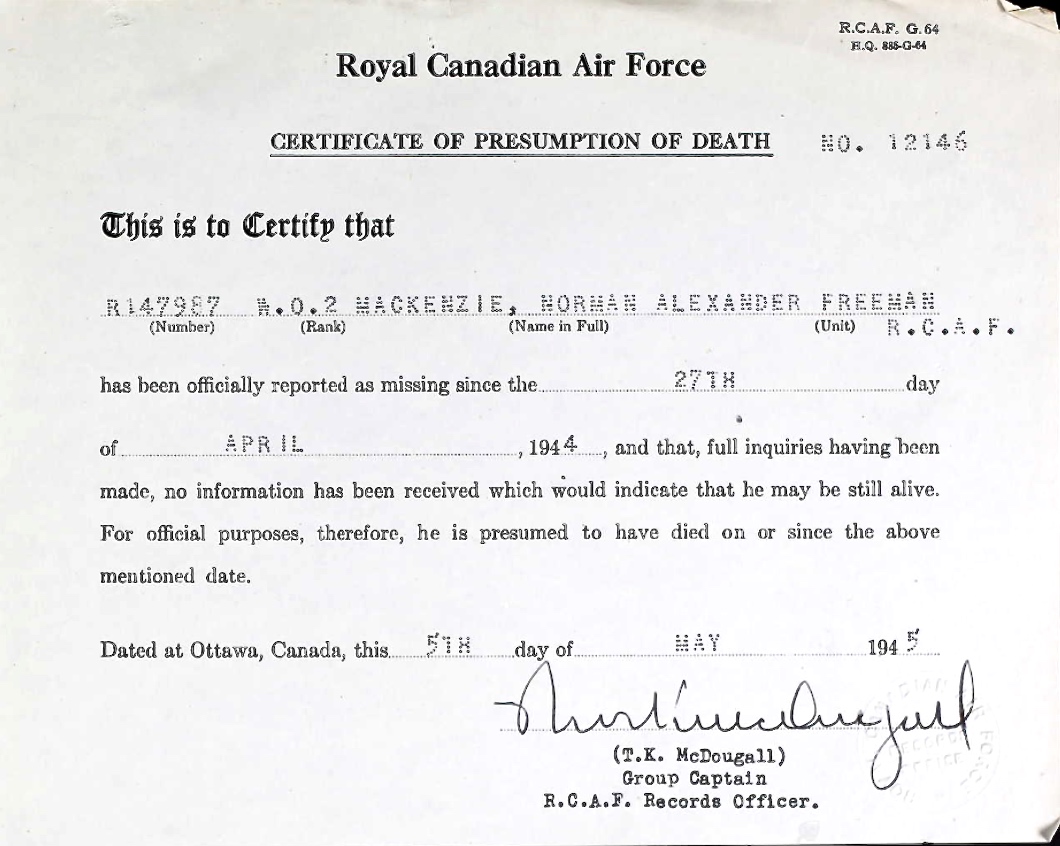 R.C.A.F. G. 64
H.Q. 885-G-64
Royal Canadian Air Force
CERTIFICATE OF PRESUMPTION OF DEATH NO. 12146
This is to Certify that
R147987 W.O.2 MACKENZIE, NORMAN ALEXANDER FREEMAN
(Number) (Rank) (Name in Full) (Unit) R.C.A.F.
has been officially reported as missing since the 27TH day
of APRIL, 1944, and that, full inquiries having been
made, no information has been received which would indicate that he may be still alive.
For official purposes, therefore, he is presumed to have died on or since the above
mentioned date.
Dated at Ottawa, Canada, this 5TH day of MAY 1945
(T.K. McDougall)
Group Captain
R.C.A.F. Records Officer.